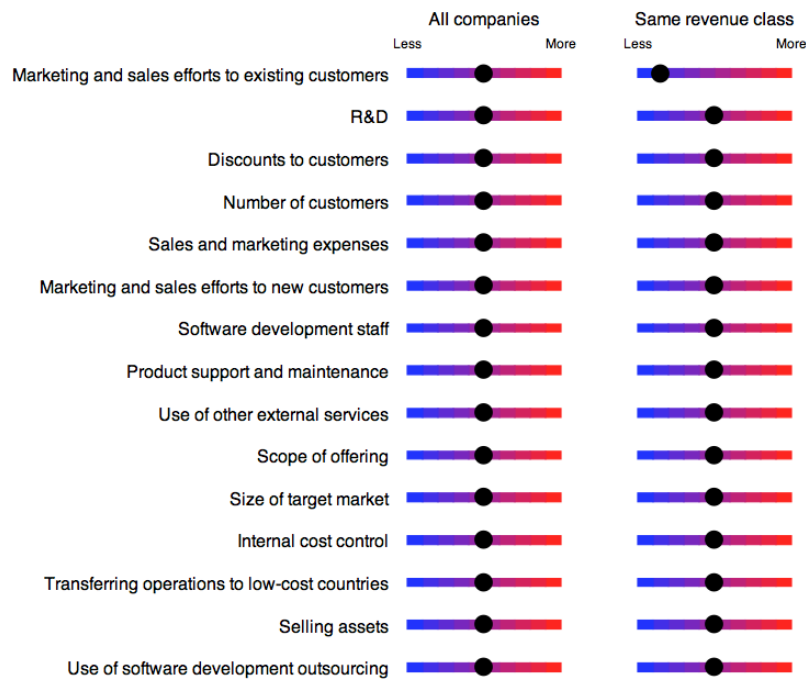 All companies Same revenue class
Less More Less More
Marketing and sales efforts to existing customers
R&D
Discounts to customers
Number of customers
Sales and marketing expenses
Marketing and sales efforts to new customers
Software development staff
Product support and maintenance
Use of other external services
Scope of offering
Size of target market
Internal cost control
Transferring operations to low-cost countries
Selling assets
Use of software development outsourcing